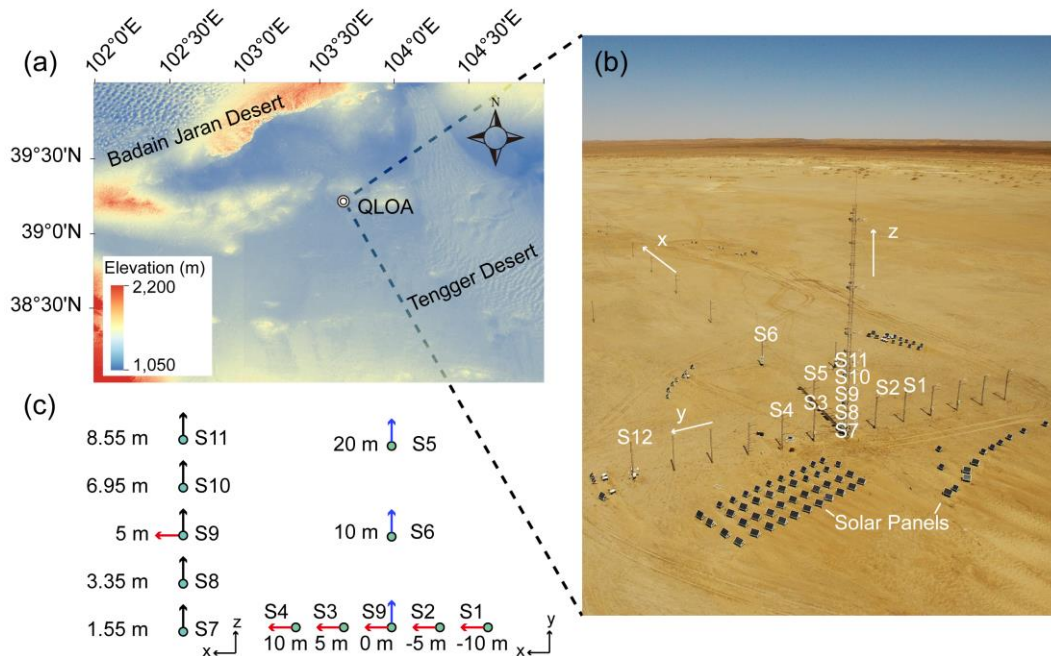 (a)
102°0'E
102°30'E
103°0'E
103°30'E
104°0'E
104°30'E
39°30'N
39°0'N
38°30'N
Badain Jaran Desert
N
QLOA
Tengger Desert
Elevation (m)
2,200
1,050
(b)
x
z
y
S6
S11
S5
S10
S2
S1
S9
S4
S3
S8
S7
S12
Solar Panels
(c)
8.55 m
S11
6.95 m
S10
5 m
S9
3.35 m
S8
1.55 m
S7
z
x
20 m
S5
10 m
S6
S4
S3
S9
S2
S1
10 m
5 m
0 m
-5 m
-10 m
y
x